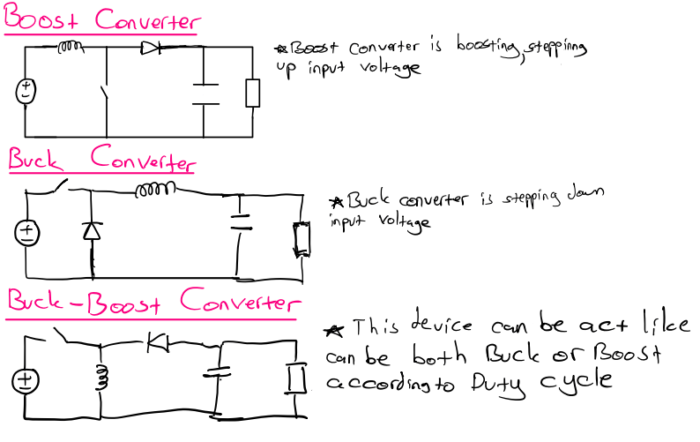 Boost Converter
*Boost converter is boosting, stepping
up input voltage
Buck Converter
*Buck converter is stepping down
input voltage
Buck-Boost Converter
* This device can be act like
can be both Buck or Boost
according to Duty cycle